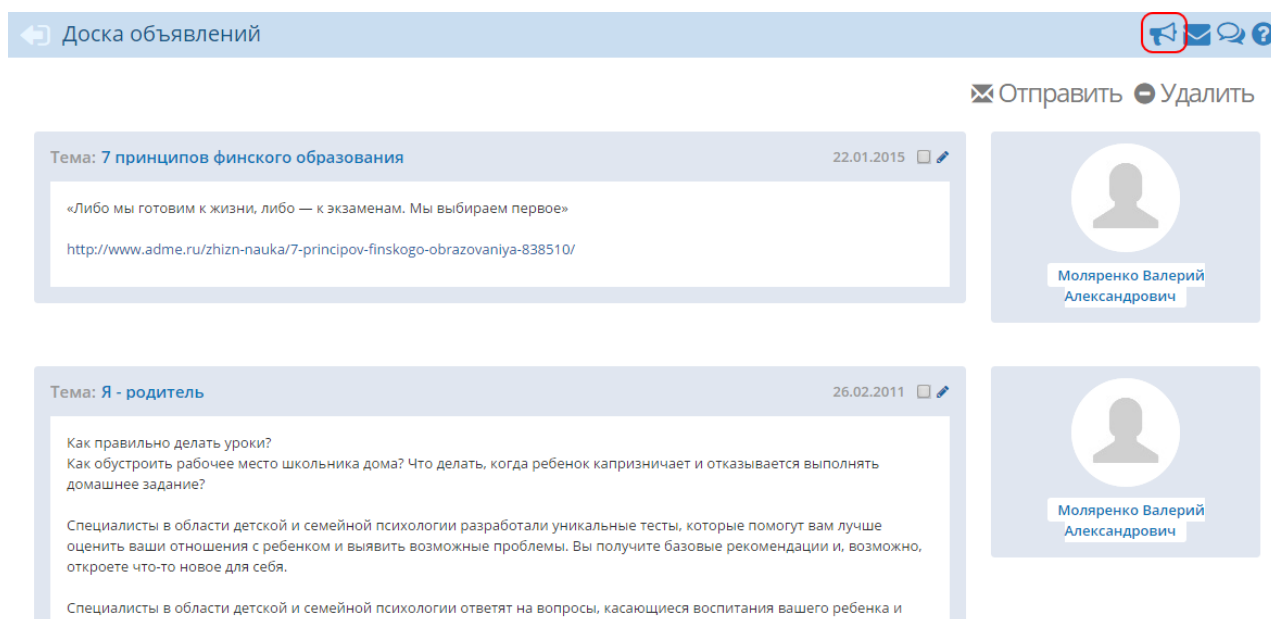 Доска объявлений
Отправить Удалить
Тема: 7 принципов финского образования 22.01.2015
«Либо мы готовим к жизни, либо — к экзаменам. Мы выбираем первое»
http://www.adme.ru/zhizn-nauka/7-principov-finskogo-obrazovaniya-838510/
Моляренко Валерий
Александрович
Тема: Я - родитель 26.02.2011
Как правильно делать уроки?
Как обустроить рабочее место школьника дома? Что делать, когда ребенок капризничает и отказывается выполнять
домашнее задание?
Специалисты в области детской и семейной психологии разработали уникальные тесты, которые помогут вам лучше
оценить ваши отношения с ребенком и выявить возможные проблемы. Вы получите базовые рекомендации и, возможно,
откроете что-то новое для себя.
Специалисты в области детской и семейной психологии ответят на вопросы, касающиеся воспитания вашего ребенка и
Моляренко Валерий
Александрович